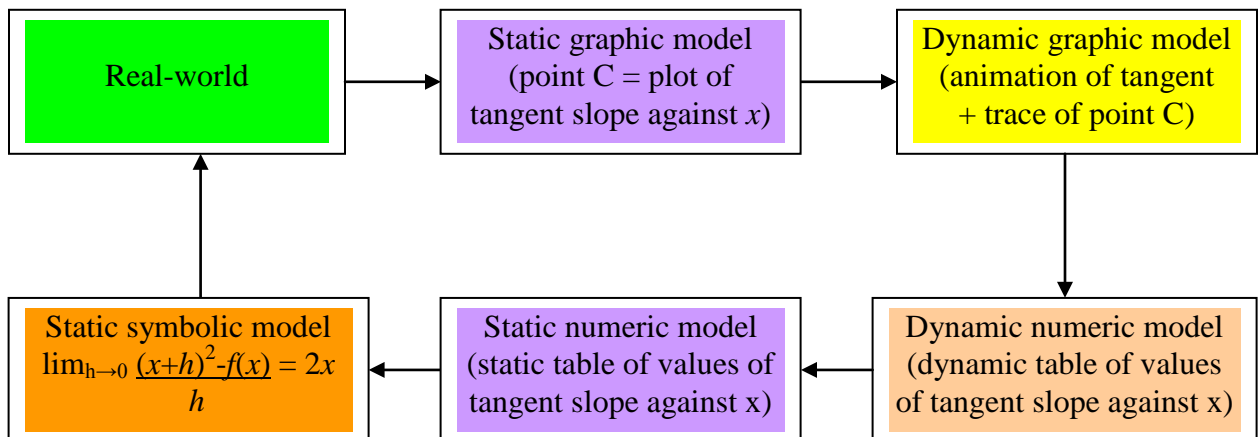 Real-world
Static graphic model
(point C = plot of
tangent slope against x)
Dynamic graphic model
(animation of tangent
+ trace of point C)
Static symbolic model
lim h→0 (x+h)²-f(x) = 2x
h
Static numeric model
(static table of values of
tangent slope against x)
Dynamic numeric model
(dynamic table of values
of tangent slope against x)